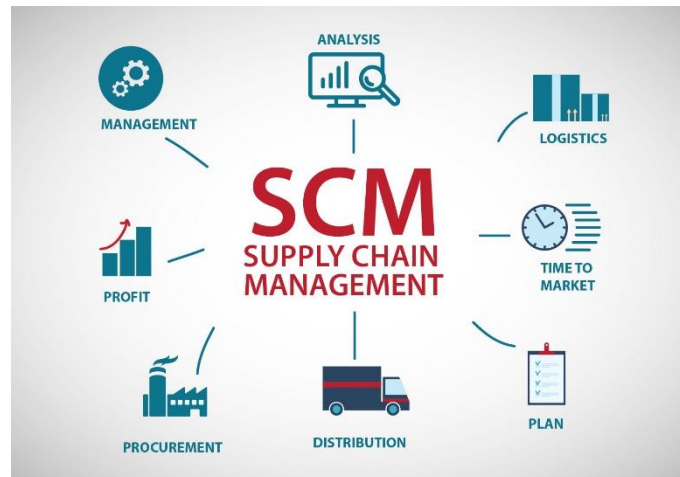 ANALYSIS
MANAGEMENT
LOGISTICS
SCM
SUPPLY CHAIN
MANAGEMENT
PROFIT
TIME TO
MARKET
PROCUREMENT
DISTRIBUTION
PLAN